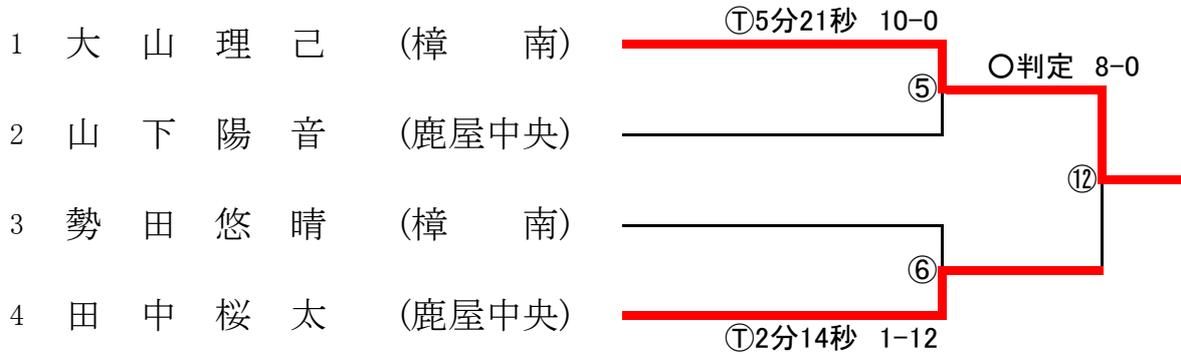 Ⓣ5分21秒 10-0
1 大山理己 (樟南)
〇判定 8-0
⑤
2 山下陽音 (鹿屋中央)
⑫
3 勢田悠晴 (樟南)
⑥
4 田中桜太 (鹿屋中央)
Ⓣ2分14秒 1-12